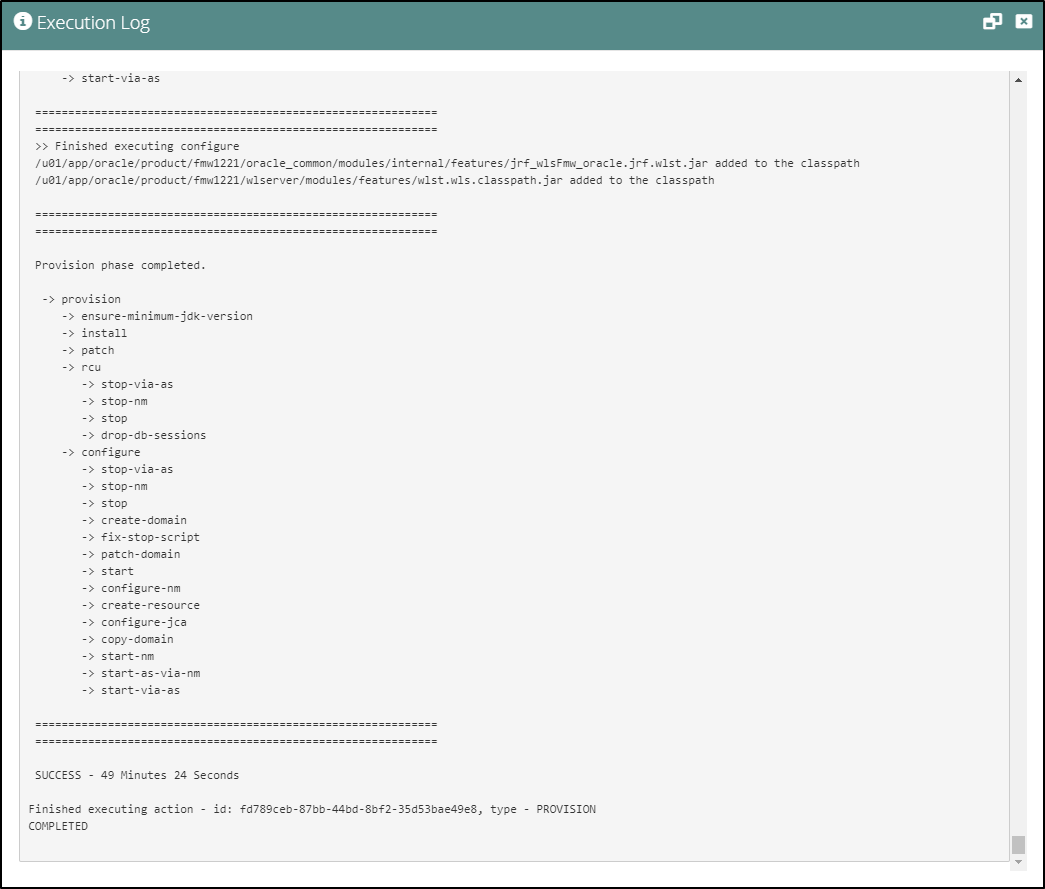 Execution Log
-> start-via-as
=============================================================
=============================================================
>> Finished executing configure
/u01/app/oracle/product/fmw1221/oracle_common/modules/internal/features/jrf_wlsFmw_oracle.jrf.wlst.jar added to the classpath
/u01/app/oracle/product/fmw1221/wlserver/modules/features/wlst.wls.classpath.jar added to the classpath
=============================================================
=============================================================
Provision phase completed.
-> provision
-> ensure-minimum-jdk-version
-> install
-> patch
-> rcu
-> stop-via-as
-> stop-nm
-> stop
-> drop-db-sessions
-> configure
-> stop-via-as
-> stop-nm
-> stop
-> create-domain
-> fix-stop-script
-> patch-domain
-> start
-> configure-nm
-> create-resource
-> configure-jca
-> copy-domain
-> start-nm
-> start-as-via-nm
-> start-via-as
=============================================================
=============================================================
SUCCESS - 49 Minutes 24 Seconds
Finished executing action - id: fd789ceb-87bb-44bd-8bf2-35d53bae49e8, type - PROVISION
COMPLETED